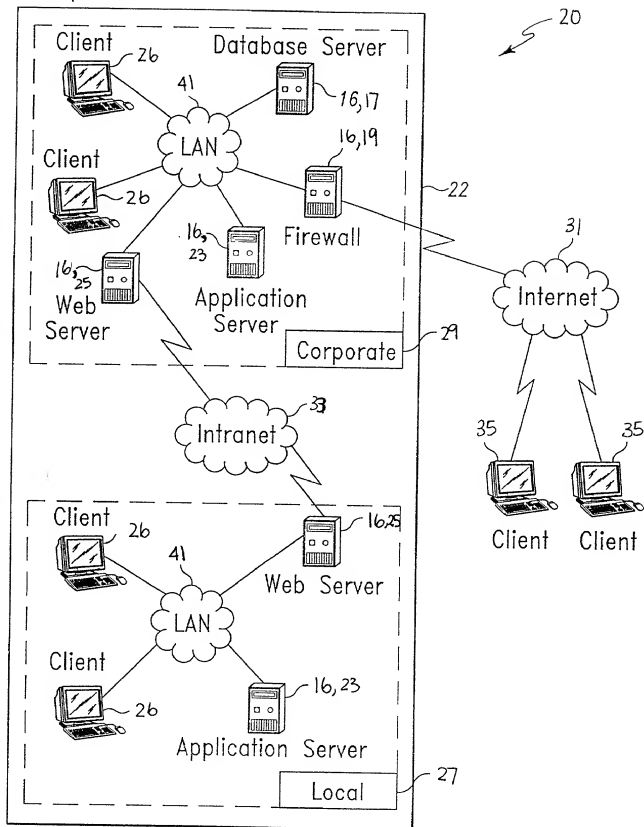 Client
26
Database Server
20
41
16,17
LAN
16,19
Client
26
22
Firewall
31
16,
23
16,
25
Web
Server
Application
Server
Internet
Corporate
29
33
Intranet
35
35
Client
26
16,25
Client
Client
41
Web Server
LAN
Client
26
16,23
Application Server
Local
27